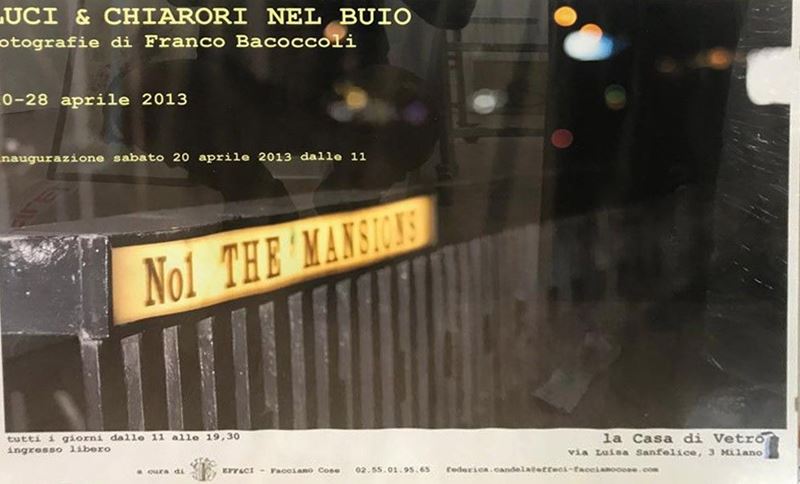 LUCI & CHIARORI NEL BUIO
otografie di Franco Bacoccoli
0-28 aprile 2013
naugurazione sabato 20 aprile 2013 dalle 11
No1 THE MANSIONS
tutti i giorni dalle 11 alle 19,30
ingresso libero
la Casa di Vetro
via Luisa Sanfelice, 3 Milano
a cura di EFF&CI - Facciamo Cose 02.55.01.95.65 federica.candela@effeci-facciamocose.com